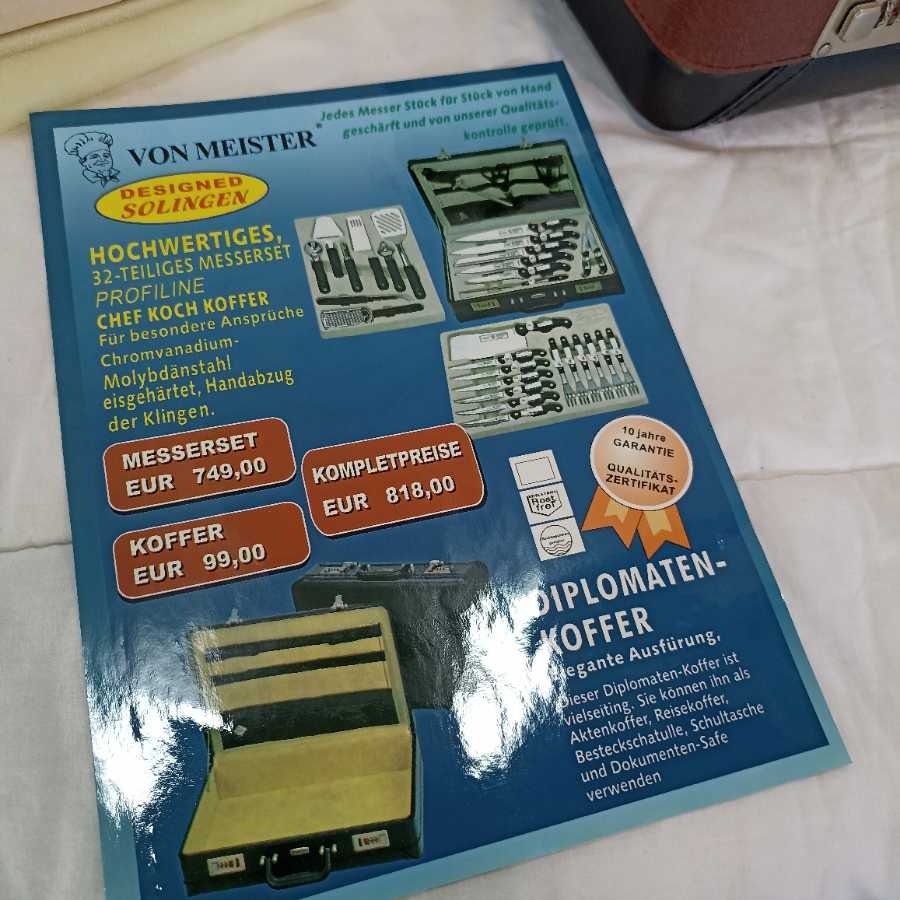 Jedes Messer Stück für Stück von Hand
geschärft und von unserer Qualitäts-
kontrolle geprüft.
VON MEISTER®
DESIGNED
SOLINGEN
HOCHWERTIGES,
32-TEILIGES MESSERSET
PROFILINE
CHEF KOCH KOFFER
Für besondere Ansprüche
Chromvanadium-
Molybdänstahl
eisgehärtet, Handabzug
der Klingen.
MESSERSET
EUR 749,00
KOMPLETPREISE
EUR 818,00
KOFFER
EUR 99,00
10 jahre
GARANTIE
QUALITÄTS-
ZERTIFIKAT
Rost
frei
DIPLOMATEN-
KOFFER
egante Ausfürung,
Dieser Diplomaten-Koffer ist
vielseiting. Sie können ihn als
Aktenkoffer, Reisekoffer,
Besteckschatulle, Schultasche
und Dokumenten-Safe
verwenden